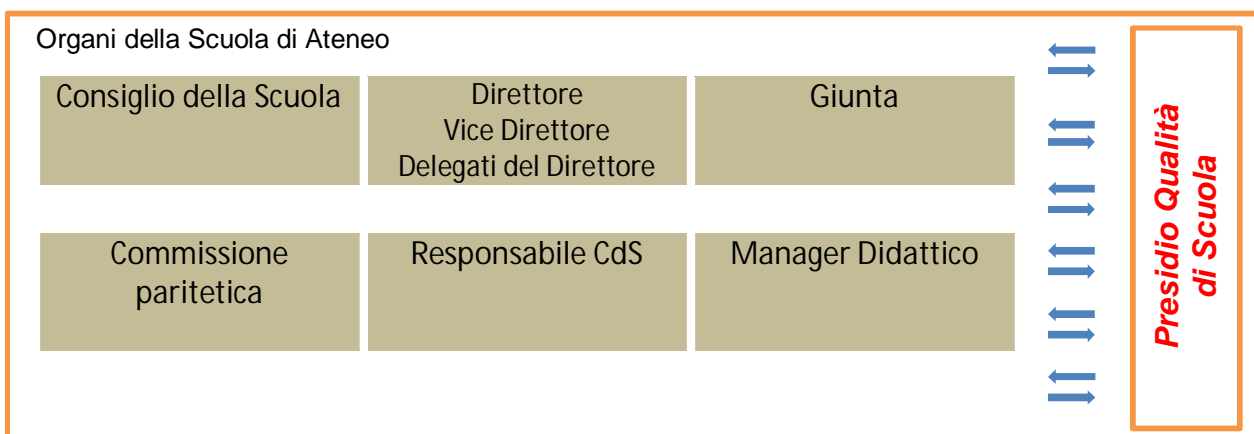 Organi della Scuola di Ateneo
Consiglio della Scuola
Direttore
Vice Direttore
Delegati del Direttore
Giunta
Commissione
paritetica
Responsabile CdS
Manager Didattico
Presidio Qualità
di Scuola